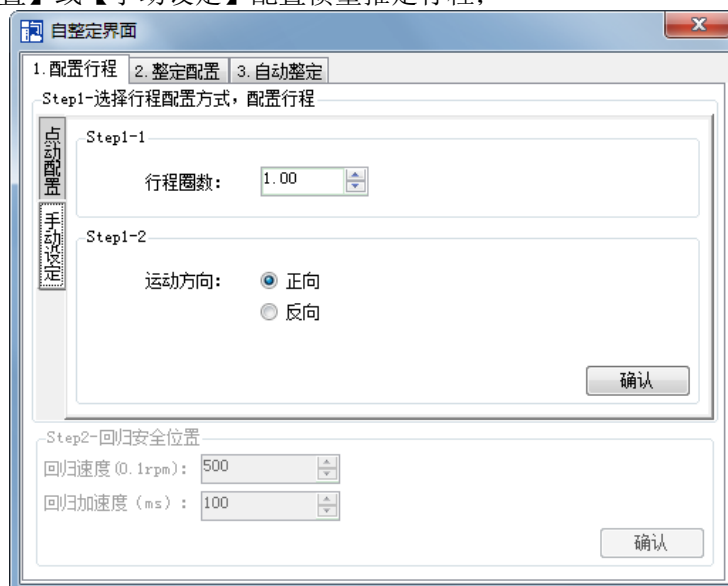 置】或【手动设定】配置惯量推定行程；
自整定界面
1.配置行程 2.整定配置 3.自动整定
Step1-选择行程配置方式，配置行程
点动配置
手动设定
Step1-1
行程圈数： 1.00
Step1-2
运动方向： 正向
反向
确认
Step2-回归安全位置
回归速度(0.1rpm)： 500
回归加速度（ms）： 100
确认